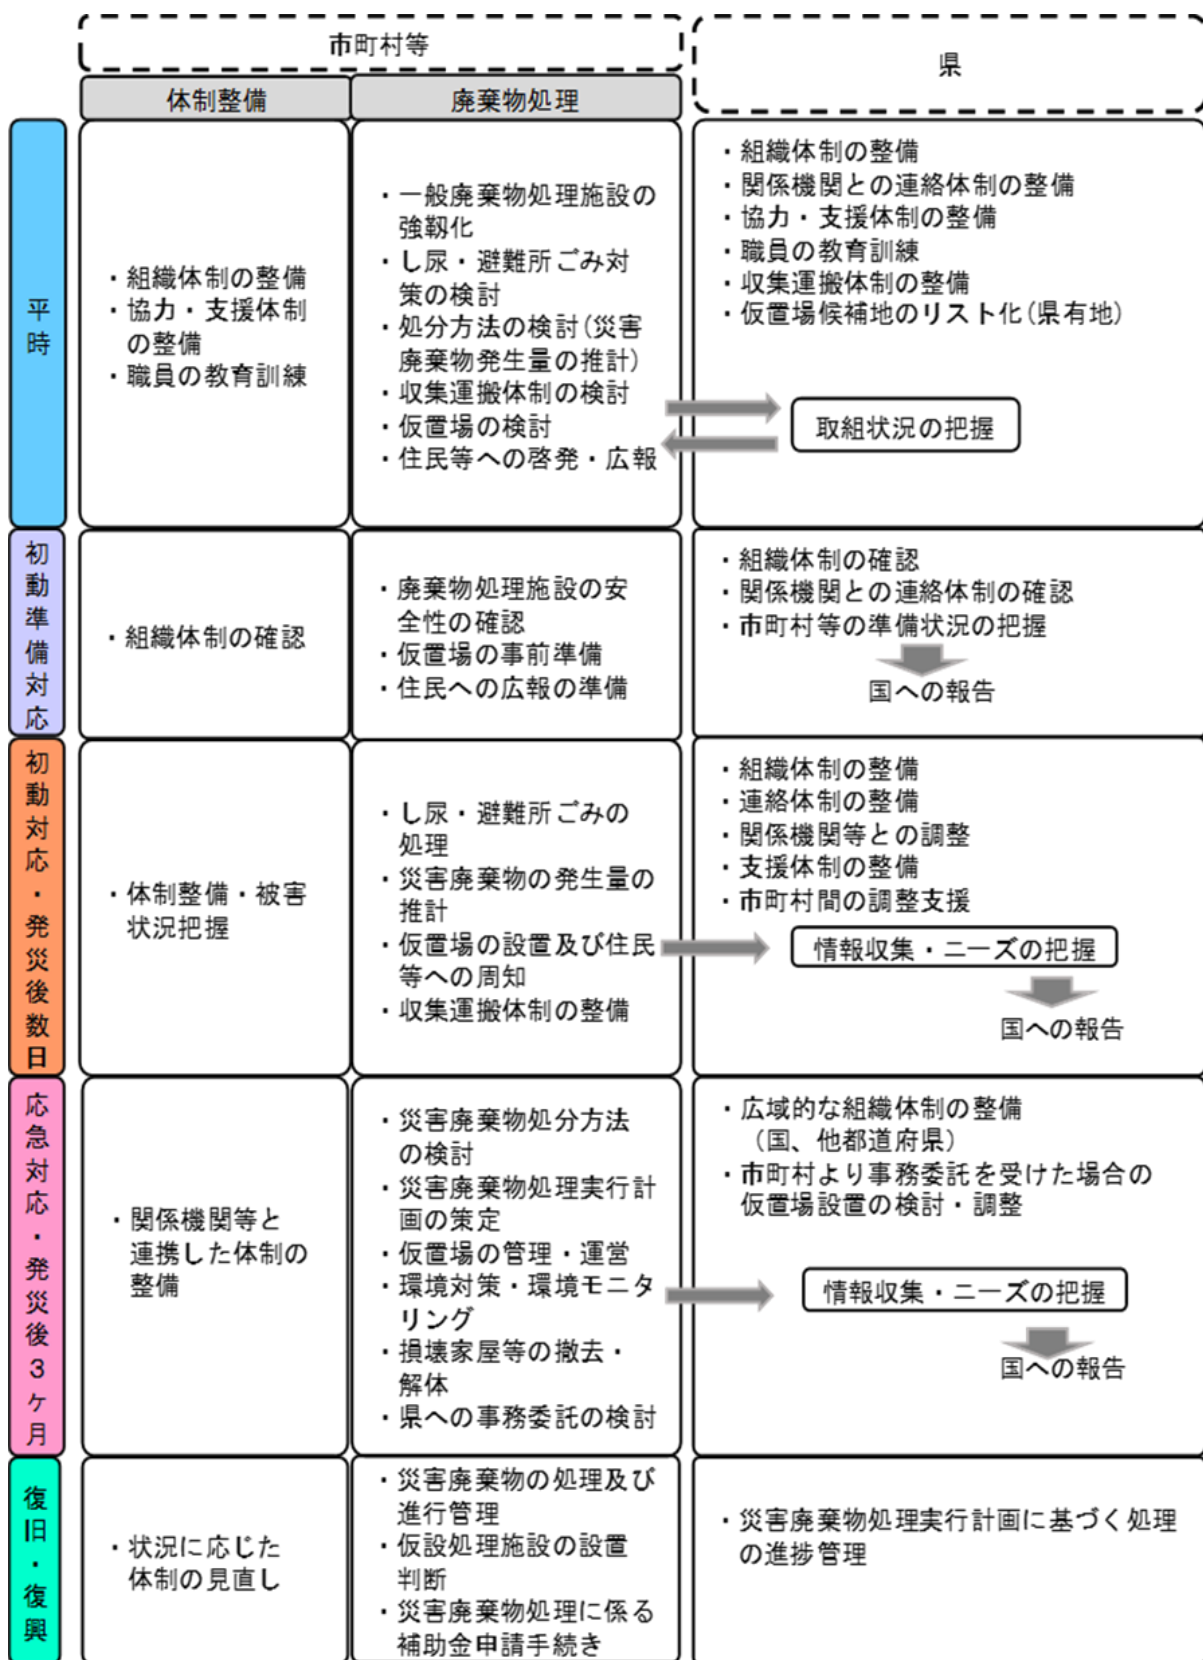 市町村等
県
体制整備
廃棄物処理
平時
・組織体制の整備
・協力・支援体制
の整備
・職員の教育訓練
・一般廃棄物処理施設の
強靱化
・し尿・避難所ごみ対
策の検討
・処分方法の検討(災害
廃棄物発生量の推計)
・収集運搬体制の検討
・仮置場の検討
・住民等への啓発・広報
・組織体制の整備
・関係機関との連絡体制の整備
・協力・支援体制の整備
・職員の教育訓練
・収集運搬体制の整備
・仮置場候補地のリスト化(県有地)
取組状況の把握
初動準備対応
・組織体制の確認
・廃棄物処理施設の安
全性の確認
・仮置場の事前準備
・住民への広報の準備
・組織体制の確認
・関係機関との連絡体制の確認
・市町村等の準備状況の把握
国への報告
初動対応・発災後数日
・体制整備・被害
状況把握
・し尿・避難所ごみの
処理
・災害廃棄物の発生量の
推計
・仮置場の設置及び住民
等への周知
・収集運搬体制の整備
・組織体制の整備
・連絡体制の整備
・関係機関等との調整
・支援体制の整備
・市町村間の調整支援
情報収集・ニーズの把握
国への報告
応急対応・発災後3ヶ月
・関係機関等と
連携した体制の
整備
・災害廃棄物処分方法
の検討
・災害廃棄物処理実行計
画の策定
・仮置場の管理・運営
・環境対策・環境モニタ
リング
・損壊家屋等の撤去・
解体
・県への事務委託の検討
・広域的な組織体制の整備
(国、他都道府県)
・市町村より事務委託を受けた場合の
仮置場設置の検討・調整
情報収集・ニーズの把握
国への報告
復旧・復興
・状況に応じた
体制の見直し
・災害廃棄物の処理及び
進行管理
・仮設処理施設の設置
判断
・災害廃棄物処理に係る
補助金申請手続き
・災害廃棄物処理実行計画に基づく処理
の進捗管理